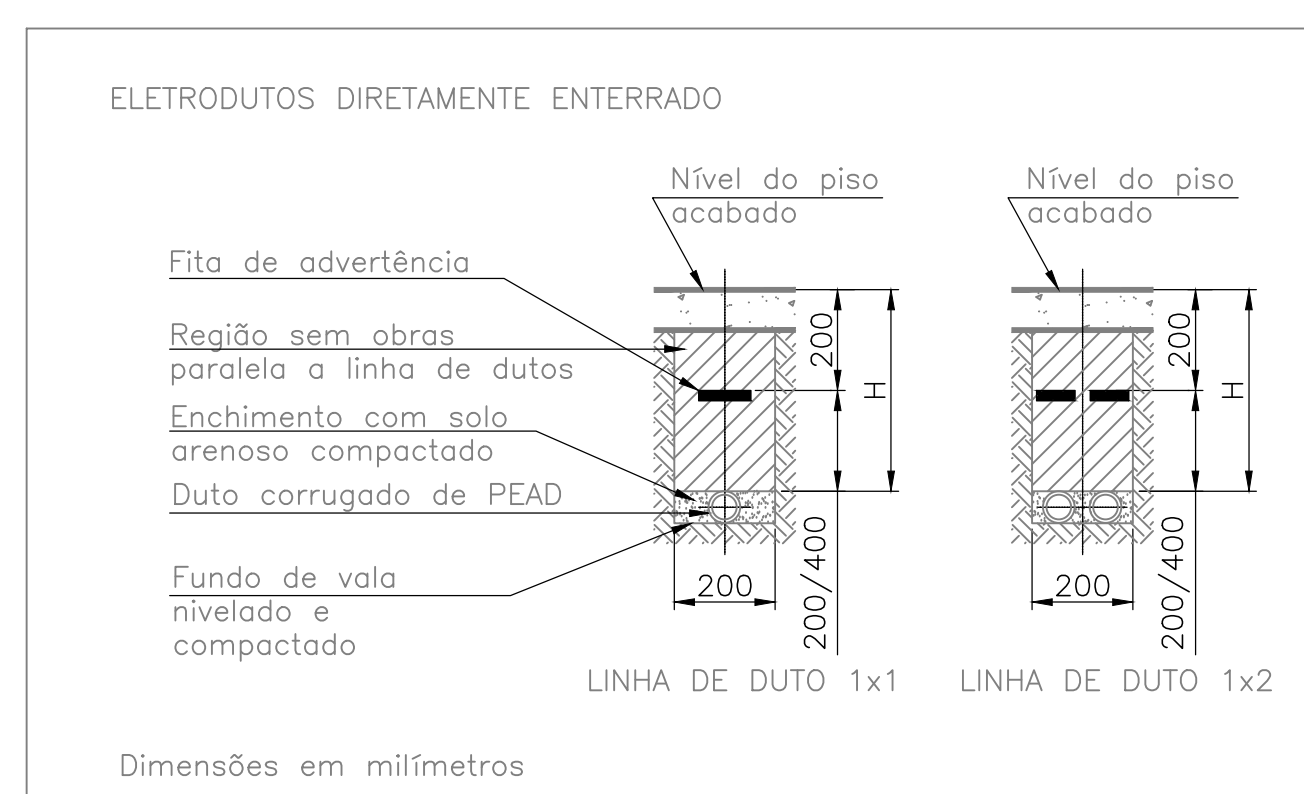 ELETRODUTOS DIRETAMENTE ENTERRADO
Nível do piso
acabado
Nível do piso
acabado
Fita de advertência
Região sem obras
paralela a linha de dutos
Enchimento com solo
arenoso compactado
Duto corrugado de PEAD
Fundo de vala
nivelado e
compactado
200
H
200/400
200
LINHA DE DUTO 1x1
200
H
200/400
200
LINHA DE DUTO 1x2
Dimensões em milímetros